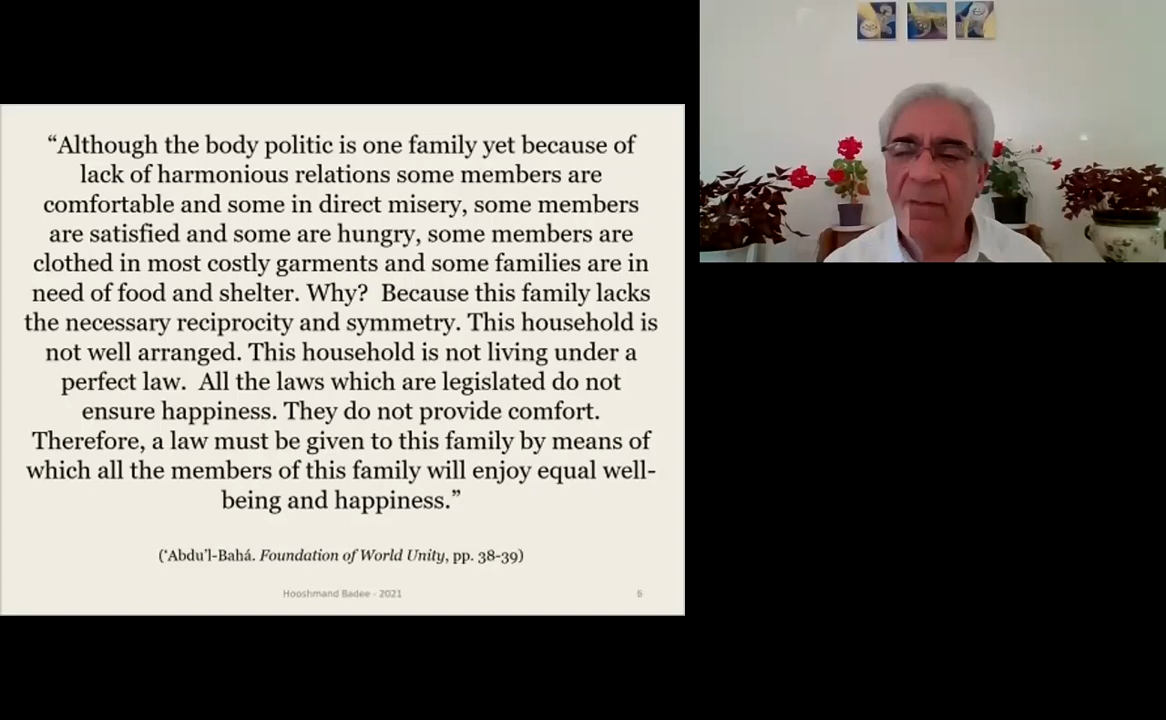 “Although the body politic is one family yet because of
lack of harmonious relations some members are
comfortable and some in direct misery, some members
are satisfied and some are hungry, some members are
clothed in most costly garments and some families are in
need of food and shelter. Why?  Because this family lacks
the necessary reciprocity and symmetry. This household is
not well arranged. This household is not living under a
perfect law.  All the laws which are legislated do not
ensure happiness. They do not provide comfort.
Therefore, a law must be given to this family by means of
which all the members of this family will enjoy equal well-
being and happiness.”
(‘Abdu’l-Bahá. Foundation of World Unity, pp. 38-39)
Hooshmand Badee - 2021
6